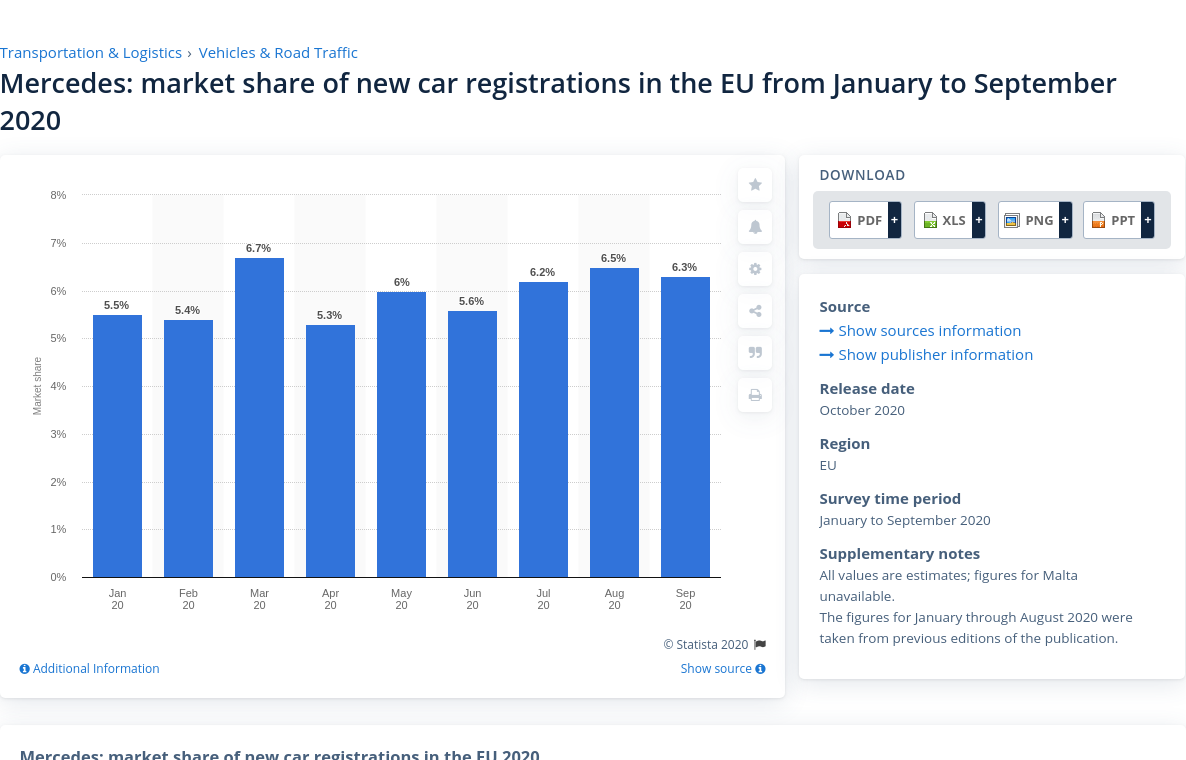 Transportation & Logistics › Vehicles & Road Traffic
Mercedes: market share of new car registrations in the EU from January to September
2020
8%
7%
6%
5%
4%
3%
2%
1%
0%
Market share
5.5%
5.4%
6.7%
5.3%
6%
5.6%
6.2%
6.5%
6.3%
Jan Feb Mar Apr May Jun Jul Aug Sep
20 20 20 20 20 20 20 20 20
© Statista 2020
Additional Information
Show source
DOWNLOAD
PDF + XLS + PNG + PPT +
Source
Show sources information
Show publisher information
Release date
October 2020
Region
EU
Survey time period
January to September 2020
Supplementary notes
All values are estimates; figures for Malta
unavailable.
The figures for January through August 2020 were
taken from previous editions of the publication.
Mercedes: market share of new car registrations in the EU 2020